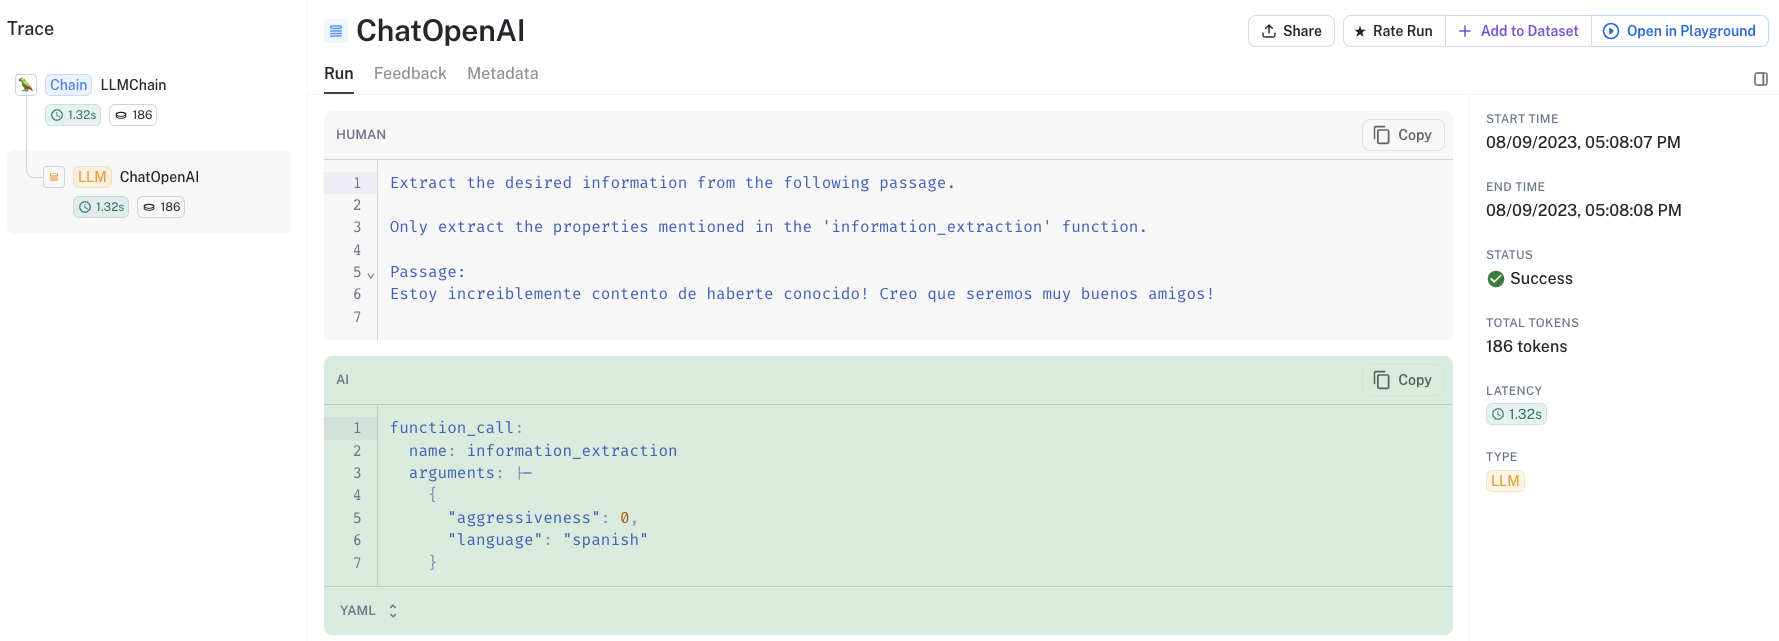 Trace
Chain LLMChain
1.32s 186
LLM ChatOpenAI
1.32s 186
ChatOpenAI
Share
Rate Run
Add to Dataset
Open in Playground
Run Feedback Metadata
HUMAN
Copy
1 Extract the desired information from the following passage.
2
3 Only extract the properties mentioned in the 'information_extraction' function.
4
5 Passage:
6 Estoy increiblemente contento de haberte conocido! Creo que seremos muy buenos amigos!
7
AI
Copy
1 function_call:
2 name: information_extraction
3 arguments: |-
4 {
5 "aggressiveness": 0,
6 "language": "spanish"
7 }
YAML
START TIME
08/09/2023, 05:08:07 PM
END TIME
08/09/2023, 05:08:08 PM
STATUS
Success
TOTAL TOKENS
186 tokens
LATENCY
1.32s
TYPE
LLM